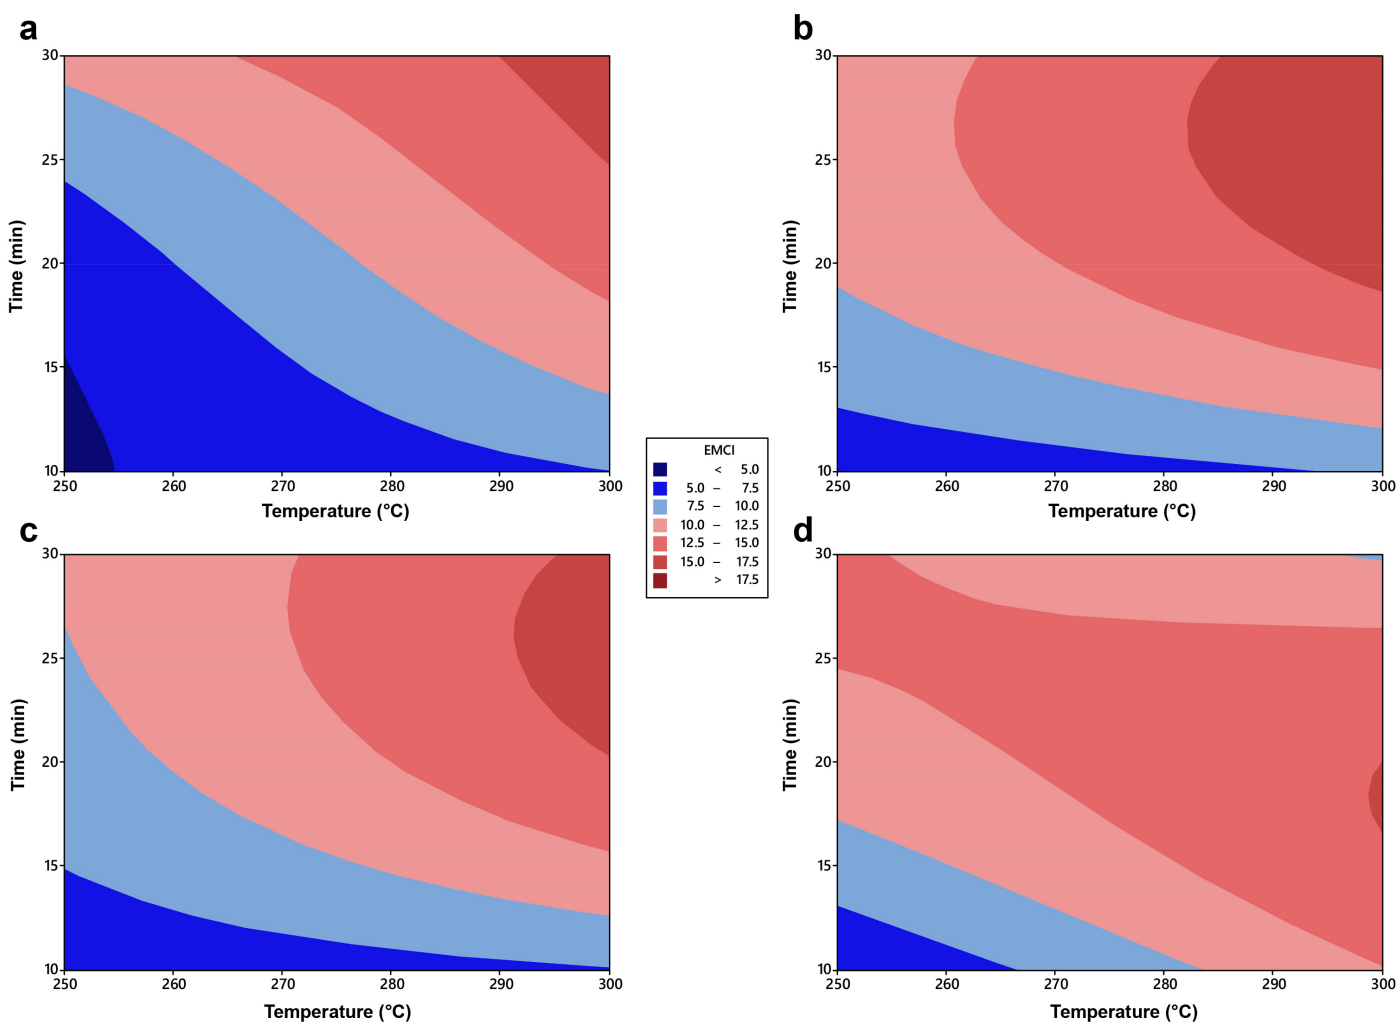 a
30
25
20
15
10
Time (min)
250 260 270 280 290 300
Temperature (°C)
b
30
25
20
15
10
Time (min)
250 260 270 280 290 300
Temperature (°C)
EMCI
< 5.0
5.0 – 7.5
7.5 – 10.0
10.0 – 12.5
12.5 – 15.0
15.0 – 17.5
> 17.5
c
30
25
20
15
10
Time (min)
250 260 270 280 290 300
Temperature (°C)
d
30
25
20
15
10
Time (min)
250 260 270 280 290 300
Temperature (°C)